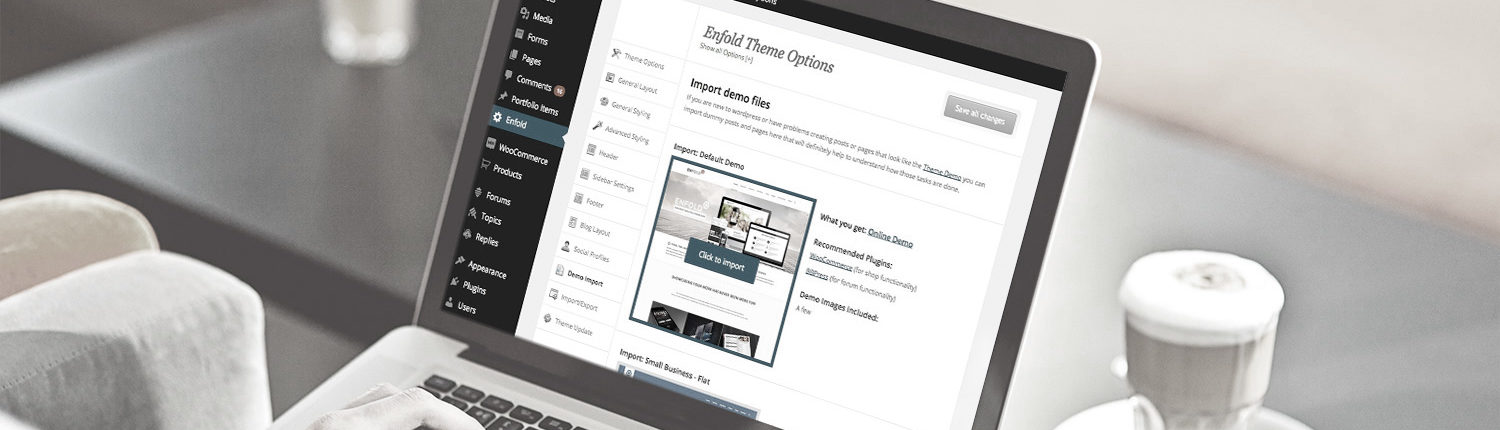 Media
Forms
Pages
Comments 16
Portfolio Items
Enfold
WooCommerce
Products
Forums
Topics
Replies
Appearance
Plugins
Users
Theme Options
General Layout
General Styling
Advanced Styling
Header
Sidebar Settings
Footer
Blog Layout
Social Profiles
Demo Import
Import/Export
Theme Update
Enfold Theme Options
Show all Options [+]
Save all changes
Import demo files
If you are new to wordpress or have problems creating posts or pages that look like the Theme Demo you can
import dummy posts and pages here that will definitely help to understand how those tasks are done.
Import: Default Demo
ENFOLD
Click to import
What you get: Online Demo
Recommended Plugins:
WooCommerce (for shop functionality)
BBPress (for forum functionality)
Demo Images Included:
A few
Import: Small Business - Flat